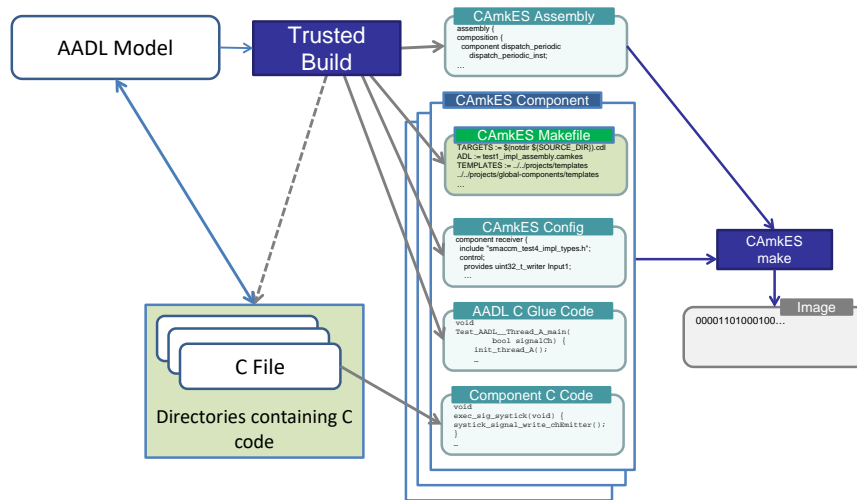 AADL Model
Trusted
Build
CAmkES Assembly
assembly {
composition {
component dispatch_periodic
dispatch_periodic_inst;
…
CAmkES Component
CAmkES Makefile
TARGETS := $(notdir ${SOURCE_DIR}).cdl
ADL := test1_impl_assembly.camkes
TEMPLATES := ../../projects/templates
../../projects/global-components/templates
…
CAmkES Config
component receiver {
include "smaccm_test4_impl_types.h";
control;
provides uint32_t_writer Input1;
…
CAmkES
make
Image
00001101000100…
AADL C Glue Code
void
Test_AADL__Thread_A_main(
bool signalCh) {
init_thread_A();
…
C File
Directories containing C
code
Component C Code
void
exec_sig_systick(void) {
systick_signal_write_chEmitter();
}
…